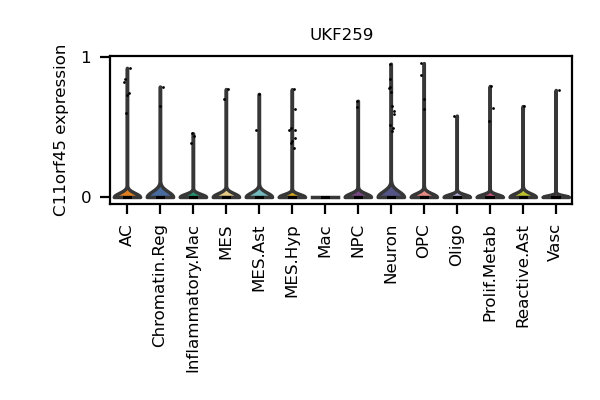 UKF259
C11orf45 expression
1
0
AC
Chromatin.Reg
Inflammatory.Mac
MES
MES.Ast
MES.Hyp
Mac
NPC
Neuron
OPC
Oligo
Prolif.Metab
Reactive.Ast
Vasc